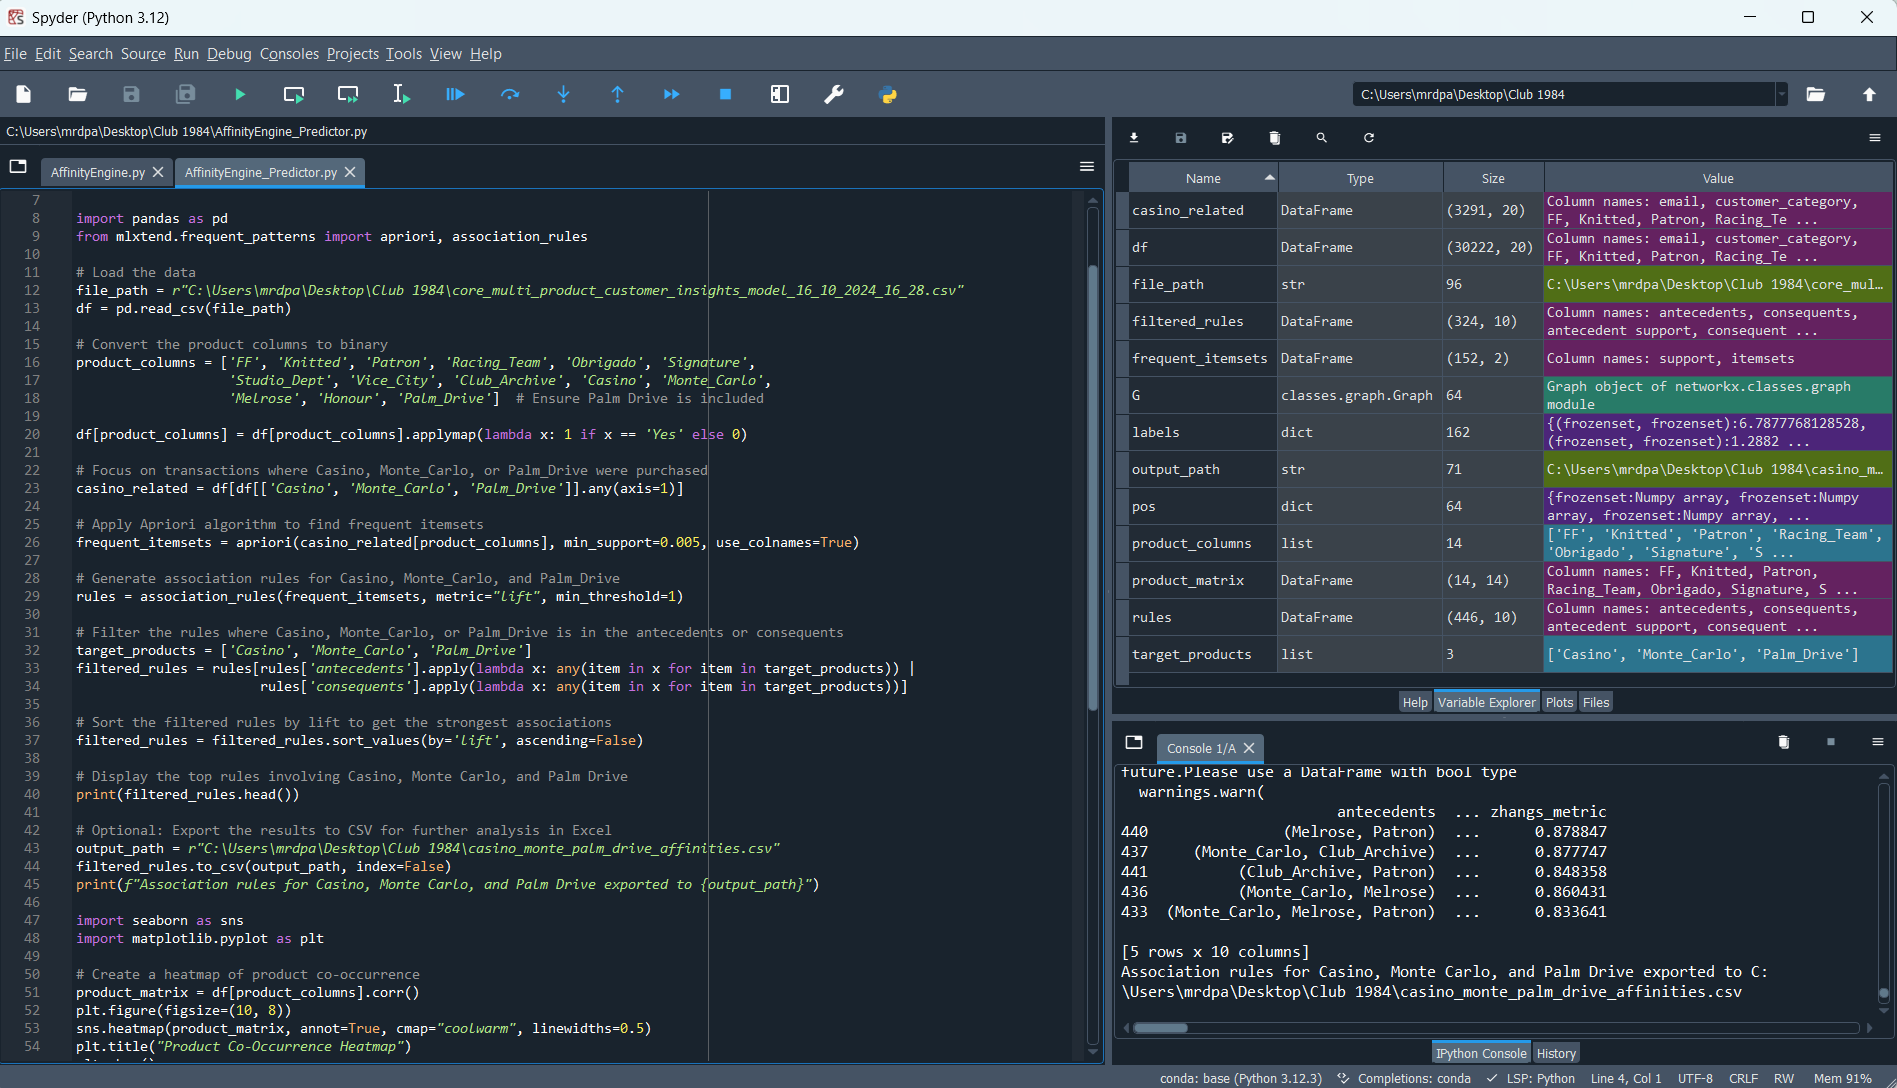 Spyder (Python 3.12)
File Edit Search Source Run Debug Consoles Projects Tools View Help
C:\Users\mrdpa\Desktop\Club 1984
C:\Users\mrdpa\Desktop\Club 1984\AffinityEngine_Predictor.py
AffinityEngine.py
AffinityEngine_Predictor.py
7
8 import pandas as pd
9 from mlxtend.frequent_patterns import apriori, association_rules
10
11 # Load the data
12 file_path = r"C:\Users\mrdpa\Desktop\Club 1984\core_multi_product_customer_insights_model_16_10_2024_16_28.csv"
13 df = pd.read_csv(file_path)
14
15 # Convert the product columns to binary
16 product_columns = ['FF', 'Knitted', 'Patron', 'Racing_Team', 'Obrigado', 'Signature',
17 'Studio_Dept', 'Vice_City', 'Club_Archive', 'Casino', 'Monte_Carlo',
18 'Melrose', 'Honour', 'Palm_Drive'] # Ensure Palm Drive is included
19
20 df[product_columns] = df[product_columns].applymap(lambda x: 1 if x == 'Yes' else 0)
21
22 # Focus on transactions where Casino, Monte_Carlo, or Palm_Drive were purchased
23 casino_related = df[df[['Casino', 'Monte_Carlo', 'Palm_Drive']].any(axis=1)]
24
25 # Apply Apriori algorithm to find frequent itemsets
26 frequent_itemsets = apriori(casino_related[product_columns], min_support=0.005, use_colnames=True)
27
28 # Generate association rules for Casino, Monte_Carlo, and Palm_Drive
29 rules = association_rules(frequent_itemsets, metric="lift", min_threshold=1)
30
31 # Filter the rules where Casino, Monte_Carlo, or Palm_Drive is in the antecedents or consequents
32 target_products = ['Casino', 'Monte_Carlo', 'Palm_Drive']
33 filtered_rules = rules[rules['antecedents'].apply(lambda x: any(item in x for item in target_products)) |
34 rules['consequents'].apply(lambda x: any(item in x for item in target_products))]
35
36 # Sort the filtered rules by lift to get the strongest associations
37 filtered_rules = filtered_rules.sort_values(by='lift', ascending=False)
38
39 # Display the top rules involving Casino, Monte Carlo, and Palm Drive
40 print(filtered_rules.head())
41
42 # Optional: Export the results to CSV for further analysis in Excel
43 output_path = r"C:\Users\mrdpa\Desktop\Club 1984\casino_monte_palm_drive_affinities.csv"
44 filtered_rules.to_csv(output_path, index=False)
45 print(f"Association rules for Casino, Monte Carlo, and Palm Drive exported to {output_path}")
46
47 import seaborn as sns
48 import matplotlib.pyplot as plt
49
50 # Create a heatmap of product co-occurrence
51 product_matrix = df[product_columns].corr()
52 plt.figure(figsize=(10, 8))
53 sns.heatmap(product_matrix, annot=True, cmap="coolwarm", linewidths=0.5)
54 plt.title("Product Co-Occurrence Heatmap")
Name Type Size Value
casino_related DataFrame (3291, 20) Column names: email, customer_category,
FF, Knitted, Patron, Racing_Te ...
df DataFrame (30222, 20) Column names: email, customer_category,
FF, Knitted, Patron, Racing_Te ...
file_path str 96 C:\Users\mrdpa\Desktop\Club 1984\core_mul…
filtered_rules DataFrame (324, 10) Column names: antecedents, consequents,
antecedent support, consequent ...
frequent_itemsets DataFrame (152, 2) Column names: support, itemsets
G classes.graph.Graph 64 Graph object of networkx.classes.graph
module
labels dict 162 {(frozenset, frozenset):6.7877768128528,
(frozenset, frozenset):1.2882 ...
output_path str 71 C:\Users\mrdpa\Desktop\Club 1984\casino_m…
pos dict 64 {frozenset:Numpy array, frozenset:Numpy
array, frozenset:Numpy array, ...
product_columns list 14 ['FF', 'Knitted', 'Patron', 'Racing_Team',
'Obrigado', 'Signature', 'S ...
product_matrix DataFrame (14, 14) Column names: FF, Knitted, Patron,
Racing_Team, Obrigado, Signature, S ...
rules DataFrame (446, 10) Column names: antecedents, consequents,
antecedent support, consequent ...
target_products list 3 ['Casino', 'Monte_Carlo', 'Palm_Drive']
Help Variable Explorer Plots Files
Console 1/A
future.Please use a DataFrame with bool type
warnings.warn(
antecedents ... zhangs_metric
440 (Melrose, Patron) ... 0.878847
437 (Monte_Carlo, Club_Archive) ... 0.877747
441 (Club_Archive, Patron) ... 0.848358
436 (Monte_Carlo, Melrose) ... 0.860431
433 (Monte_Carlo, Melrose, Patron) ... 0.833641
[5 rows x 10 columns]
Association rules for Casino, Monte Carlo, and Palm Drive exported to C:
\Users\mrdpa\Desktop\Club 1984\casino_monte_palm_drive_affinities.csv
IPython Console History
conda: base (Python 3.12.3) Completions: conda LSP: Python Line 4, Col 1 UTF-8 CRLF RW Mem 91%